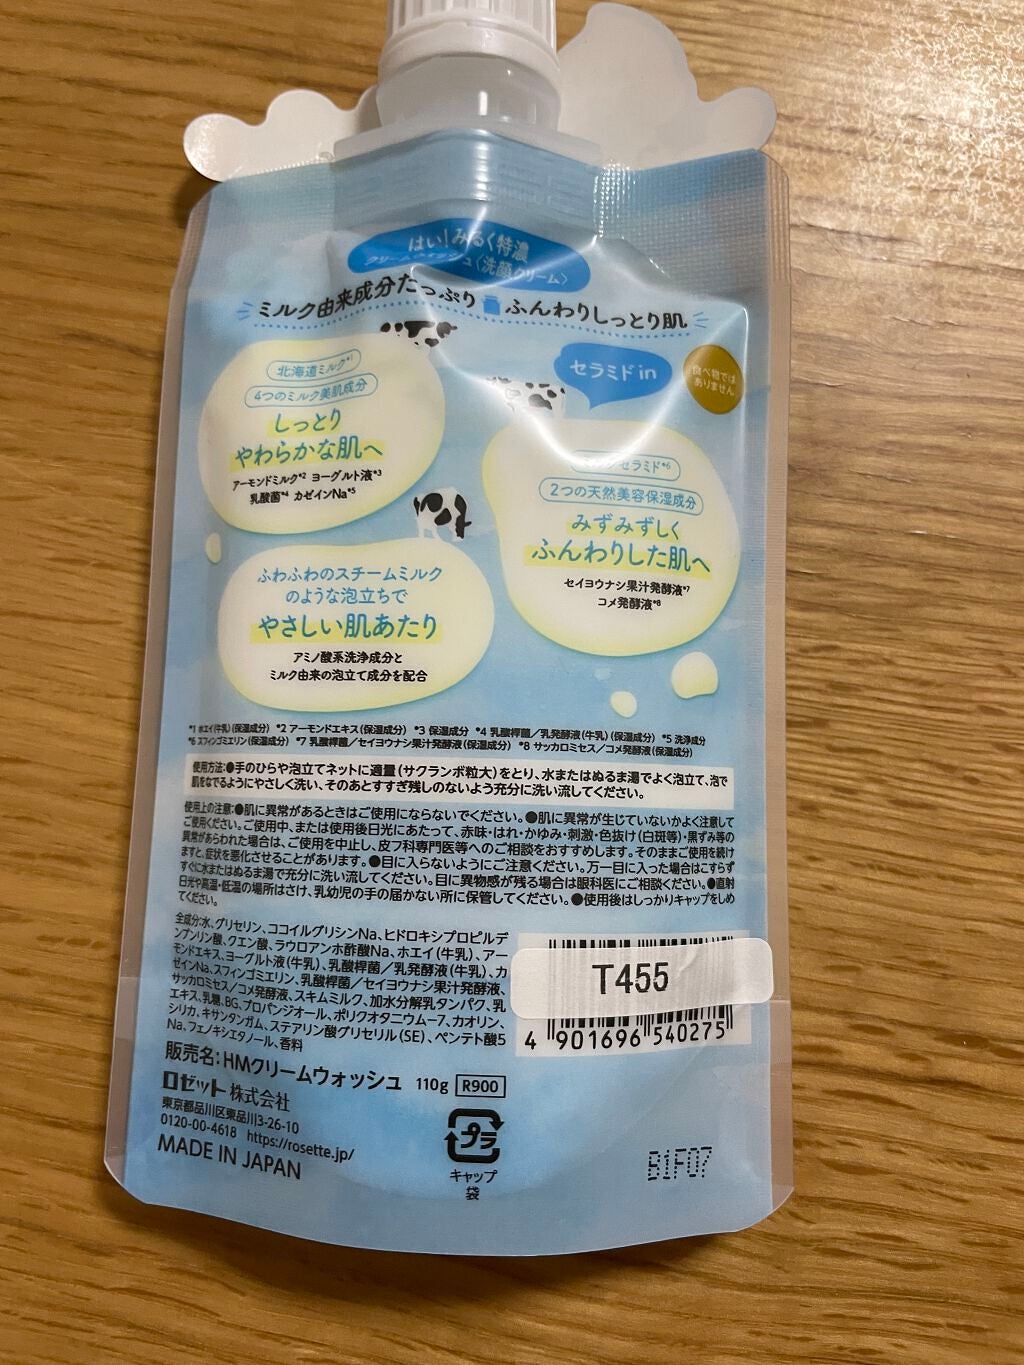 はい!みるく特濃
クリームウォッシュ〈洗顔クリーム〉
ミルク由来成分たっぷり ふんわりしっとり肌
北海道ミルク*1
4つのミルク美肌成分
しっとり
やわらかな肌へ
アーモンドミルク*2 ヨーグルト液*3
乳酸菌*4 カゼインNa*5
セラミドin
食べ物では
ありません
セラミド*6
2つの天然美容保湿成分
みずみずしく
ふんわりした肌へ
セイヨウナシ果汁発酵液*7
コメ発酵液*8
ふわふわのスチームミルク
のような泡立ちで
やさしい肌あたり
アミノ酸系洗浄成分と
ミルク由来の泡立て成分を配合
*1 ホエイ(牛乳)(保湿成分) *2 アーモンドエキス(保湿成分) *3 保湿成分 *4 乳酸桿菌/乳発酵液(牛乳)(保湿成分) *5 洗浄成分
*6 スフィンゴミエリン(保湿成分) *7 乳酸桿菌/セイヨウナシ果汁発酵液(保湿成分) *8 サッカロミセス/コメ発酵液(保湿成分)
使用方法:●手のひらや泡立てネットに適量(サクランボ粒大)をとり、水またはぬるま湯でよく泡立て、泡で
肌をなでるようにやさしく洗い、そのあとすすぎ残しのないよう充分に洗い流してください。
使用上の注意:●肌に異常があるときはご使用にならないでください。●肌に異常が生じていないかよく注意して
ご使用ください。ご使用中、または使用後日光にあたって、赤味・はれ・かゆみ・刺激・色抜け(白斑等)・黒ずみ等の
異常があらわれた場合は、ご使用を中止し、皮フ科専門医等へのご相談をおすすめします。そのままご使用を続け
ますと、症状を悪化させることがあります。●目に入らないようにご注意ください。万一目に入った場合はこすらず
すぐに水またはぬるま湯で充分に洗い流してください。目に異物感が残る場合は眼科医にご相談ください。●直射
日光や高温・低温の場所はさけ、乳幼児の手の届かない所に保管してください。●使用後はしっかりキャップをしめ
てください。
全成分:水、グリセリン、ココイルグリシンNa、ヒドロキシプロピルデ
ンプンリン酸、クエン酸、ラウロアンホ酢酸Na、ホエイ(牛乳)、アー
モンドエキス、ヨーグルト液(牛乳)、乳酸桿菌/乳発酵液(牛乳)、カ
ゼインNa、スフィンゴミエリン、乳酸桿菌/セイヨウナシ果汁発酵液、
サッカロミセス/コメ発酵液、スキムミルク、加水分解乳タンパク、乳
エキス、乳糖、BG、プロパンジオール、ポリクオタニウム-7、カオリン、
シリカ、キサンタンガム、ステアリン酸グリセリル(SE)、ペンテト酸5
Na、フェノキシエタノール、香料
T455
4 901696 540275
販売名:HMクリームウォッシュ 110g R900
ロゼット株式会社
東京都品川区東品川3-26-10
0120-00-4618 https://rosette.jp/
MADE IN JAPAN
プラ
キャップ
袋
B1F07